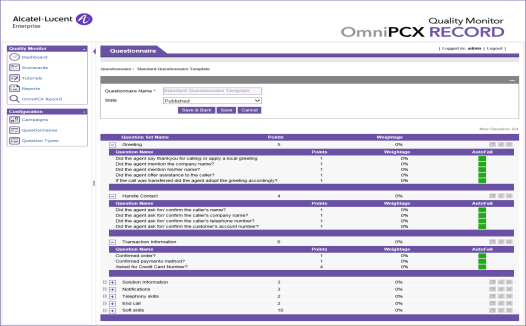 Alcatel·Lucent
Enterprise
Quality Monitor
OmniPCX RECORD
Quality Monitor
Dashboard
Scorecards
Tutorials
Reports
OmniPCX Record
Configuration
Campaigns
Questionnaires
Question Types
Questionnaire
| Logged in: admin | Logout |
Questionnaire : Standard Questionnaire Template
Questionnaire Name * Standard Questionnaire Template
State Published
Save & Back Save Cancel
New Question Set
Question Set Name Points Weightage
Greeting 5 0%
Question Name Points Weightage AutoFail
Did the agent say thankyou for calling or apply a local greeting 1 0%
Did the agent mention the company name? 1 0%
Did the agent mention his/her name? 1 0%
Did the agent offer assistance to the caller? 1 0%
If the call was transferred did the agent adapt the greeting accordingly? 1 0%
Handle Contact 4 0%
Question Name Points Weightage AutoFail
Did the agent ask for/ confirm the caller's name? 1 0%
Did the agent ask for/ confirm the caller's company name? 1 0%
Did the agent ask for/ confirm the caller's telephone number? 1 0%
Did the agent ask for/ confirm the customer's account number? 1 0%
Transaction Information 6 0%
Question Name Points Weightage AutoFail
Confirmed order? 1 0%
Confirmed payments method? 1 0%
Asked for Credit Card Number? 4 0%
Solution Information 3 0%
Notifications 3 0%
Telephony skills 2 0%
End call 2 0%
Soft skills 10 0%